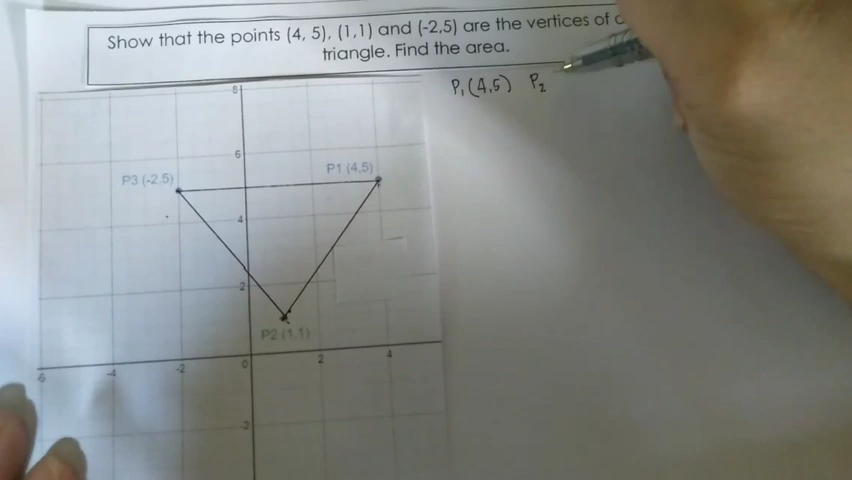 Show that the points (4, 5), (1,1) and (-2,5) are the vertices of
triangle. Find the area.
P₁(4,5) P₂
8
6
P3 (-2,5)
P1 (4,5)
4
2
P2 (1,1)
-6 -4 -2 0 2 4
-2